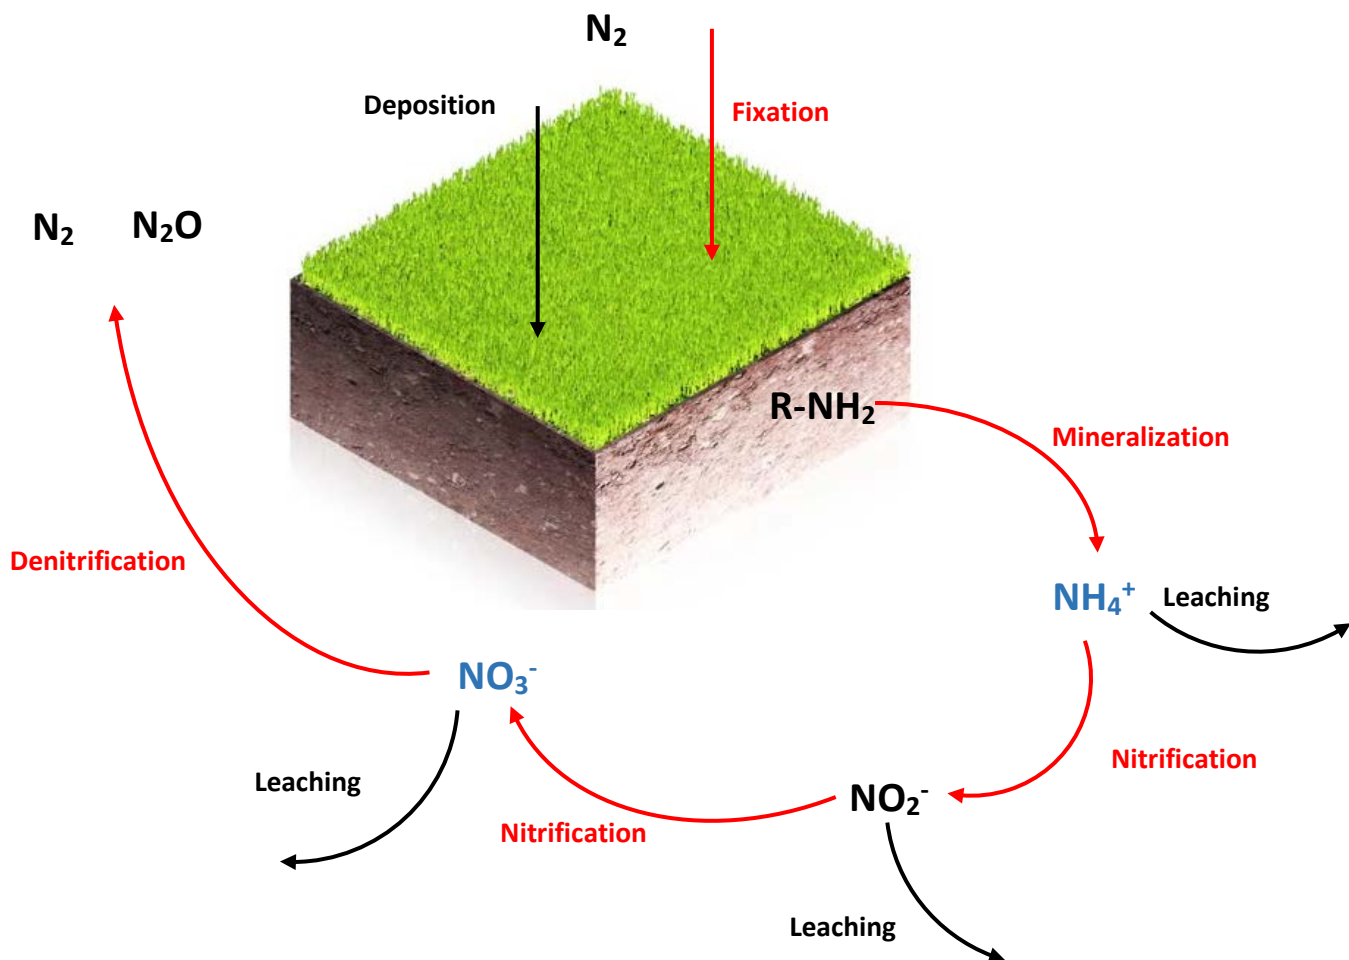 N₂
Deposition
Fixation
N₂ N₂O
R-NH₂
Mineralization
Denitrification
NH₄⁺
Leaching
NO₃⁻
Nitrification
Leaching
NO₂⁻
Nitrification
Leaching